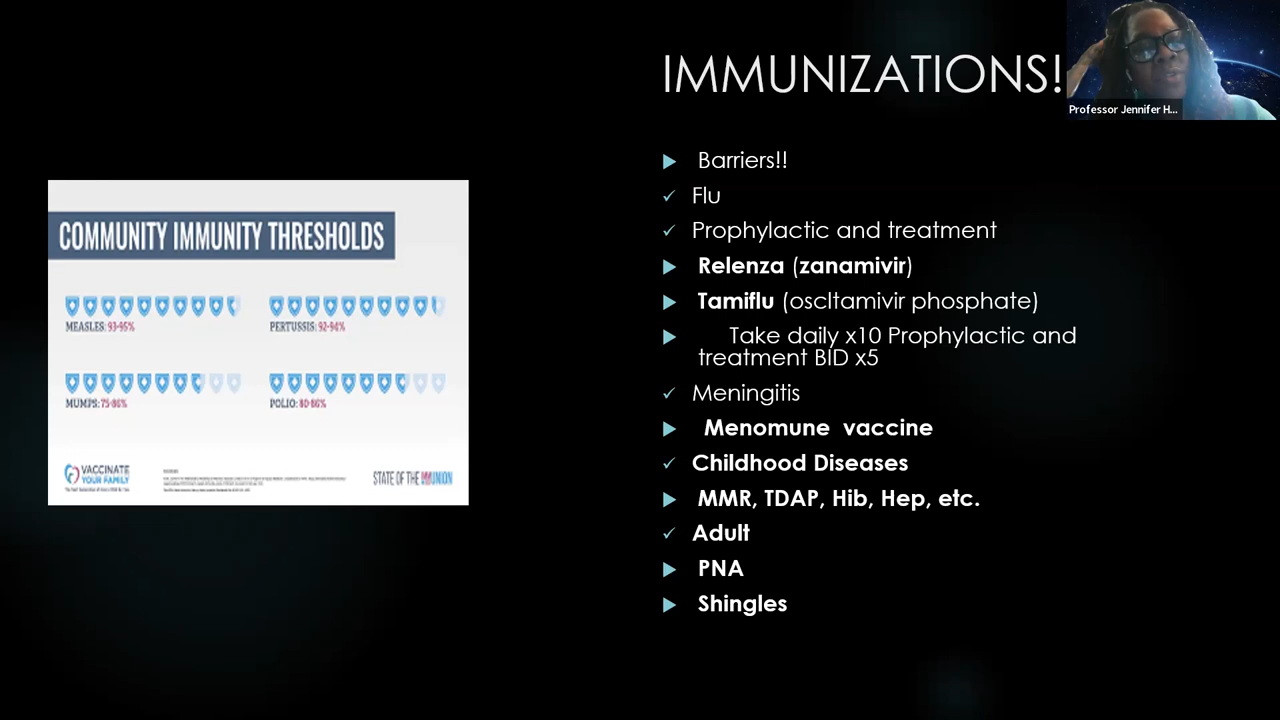 IMMUNIZATIONS!
Professor Jennifer H...
Barriers!!
Flu
Prophylactic and treatment
Relenza (zanamivir)
Tamiflu (oscltamivir phosphate)
Take daily x10 Prophylactic and
treatment BID x5
Meningitis
Menomune vaccine
Childhood Diseases
MMR, TDAP, Hib, Hep, etc.
Adult
PNA
Shingles
COMMUNITY IMMUNITY THRESHOLDS
MEASLES: 93-95%
PERTUSSIS: 92-94%
MUMPS: 75-86%
POLIO: 80-86%
VACCINATE
YOUR FAMILY
STATE OF THE IMMUNION